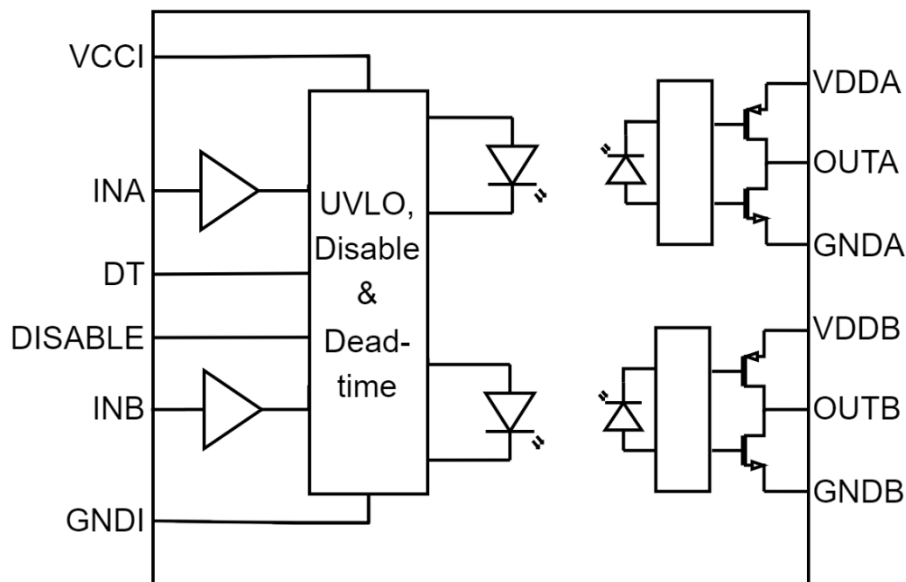 VCCI
INA
DT
DISABLE
INB
GNDI
UVLO,
Disable
&
Dead-
time
VDDA
OUTA
GNDA
VDDB
OUTB
GNDB